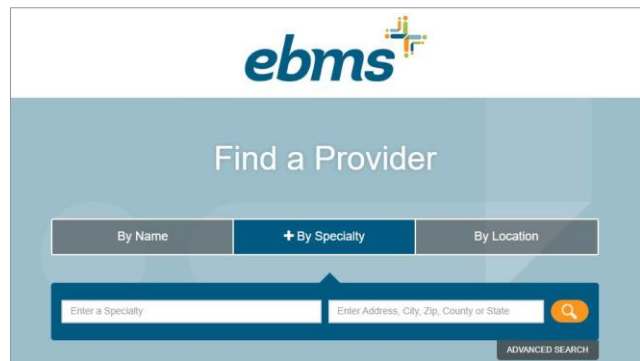 ebms
Find a Provider
By Name
+ By Specialty
By Location
Enter a Specialty
Enter Address, City, Zip, County or State
ADVANCED SEARCH